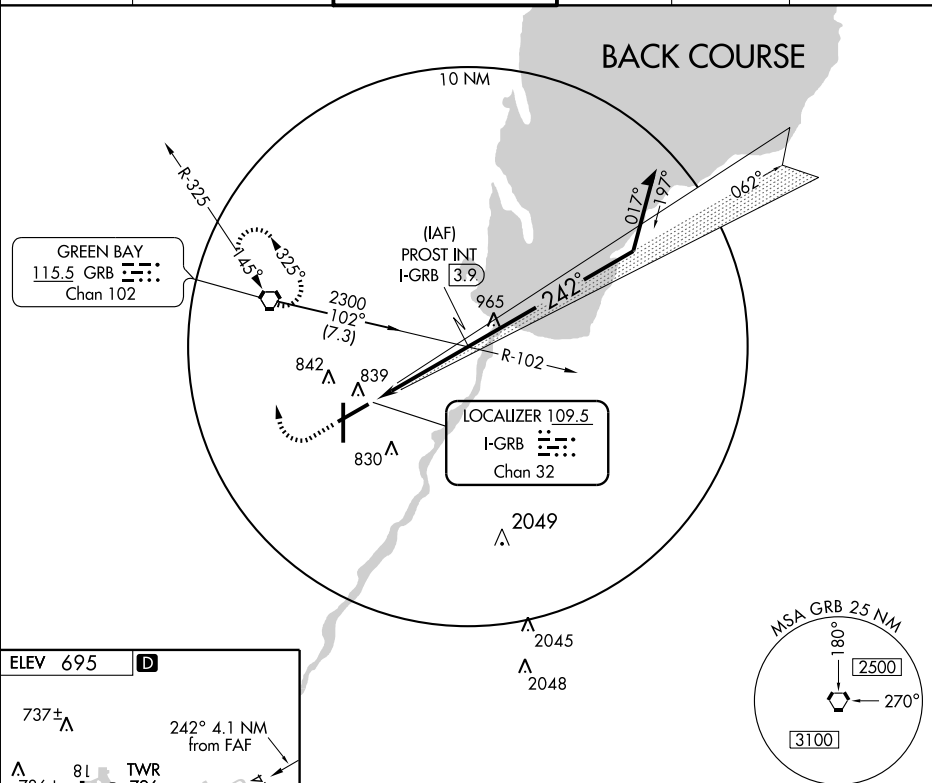 BACK COURSE
10 NM
R-325
145°
325°
GREEN BAY
115.5 GRB
Chan 102
2300
102°
(7.3)
(IAF)
PROST INT
I-GRB 3.9
965
242°
017°
197°
062°
R-102
842
839
830
LOCALIZER 109.5
I-GRB
Chan 32
2049
2045
2048
MSA GRB 25 NM
180°
2500
270°
3100
ELEV 695 D
737±
242° 4.1 NM
from FAF
18L
TWR